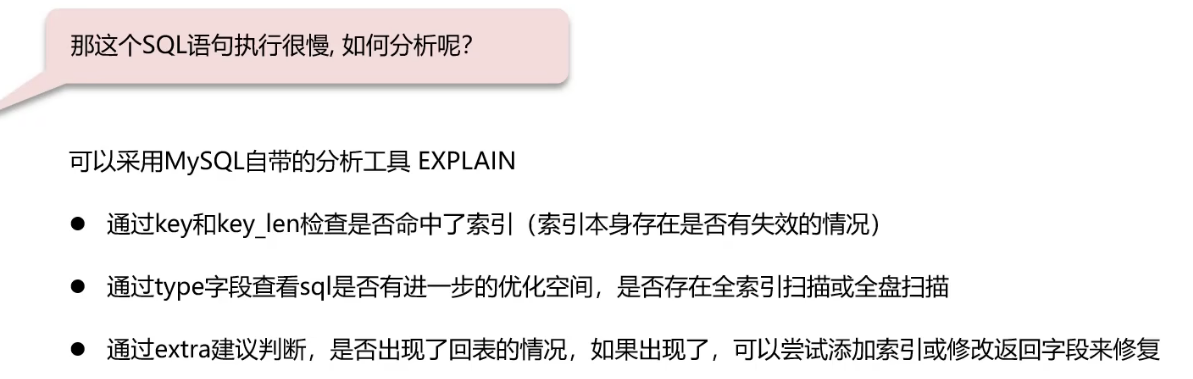 那这个SQL语句执行很慢, 如何分析呢?
可以采用MySQL自带的分析工具 EXPLAIN
● 通过key和key_len检查是否命中了索引（索引本身存在是否有失效的情况）
● 通过type字段查看sql是否有进一步的优化空间，是否存在全索引扫描或全盘扫描
● 通过extra建议判断，是否出现了回表的情况，如果出现了，可以尝试添加索引或修改返回字段来修复